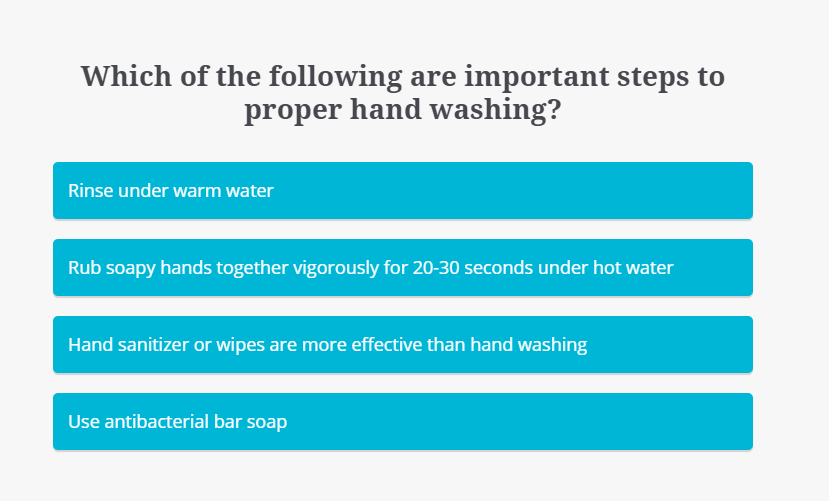 Which of the following are important steps to
proper hand washing?
Rinse under warm water
Rub soapy hands together vigorously for 20-30 seconds under hot water
Hand sanitizer or wipes are more effective than hand washing
Use antibacterial bar soap